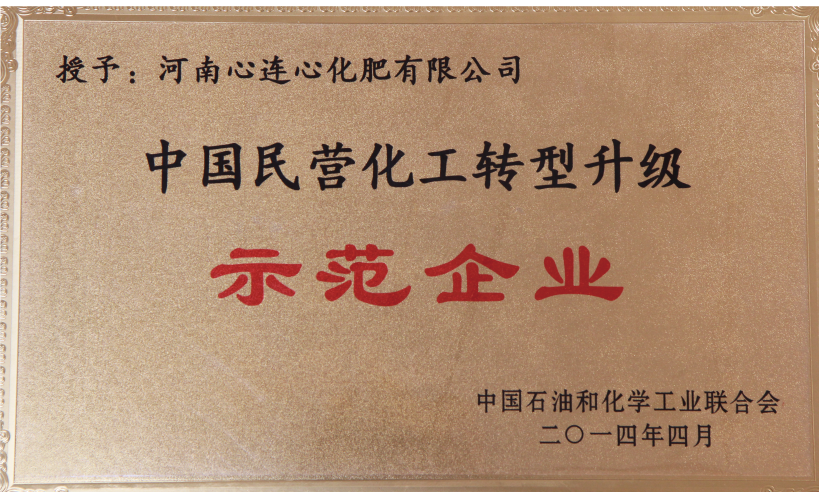 授予：河南心连心化肥有限公司
中国民营化工转型升级
示范企业
中国石油和化学工业联合会
二〇一四年四月